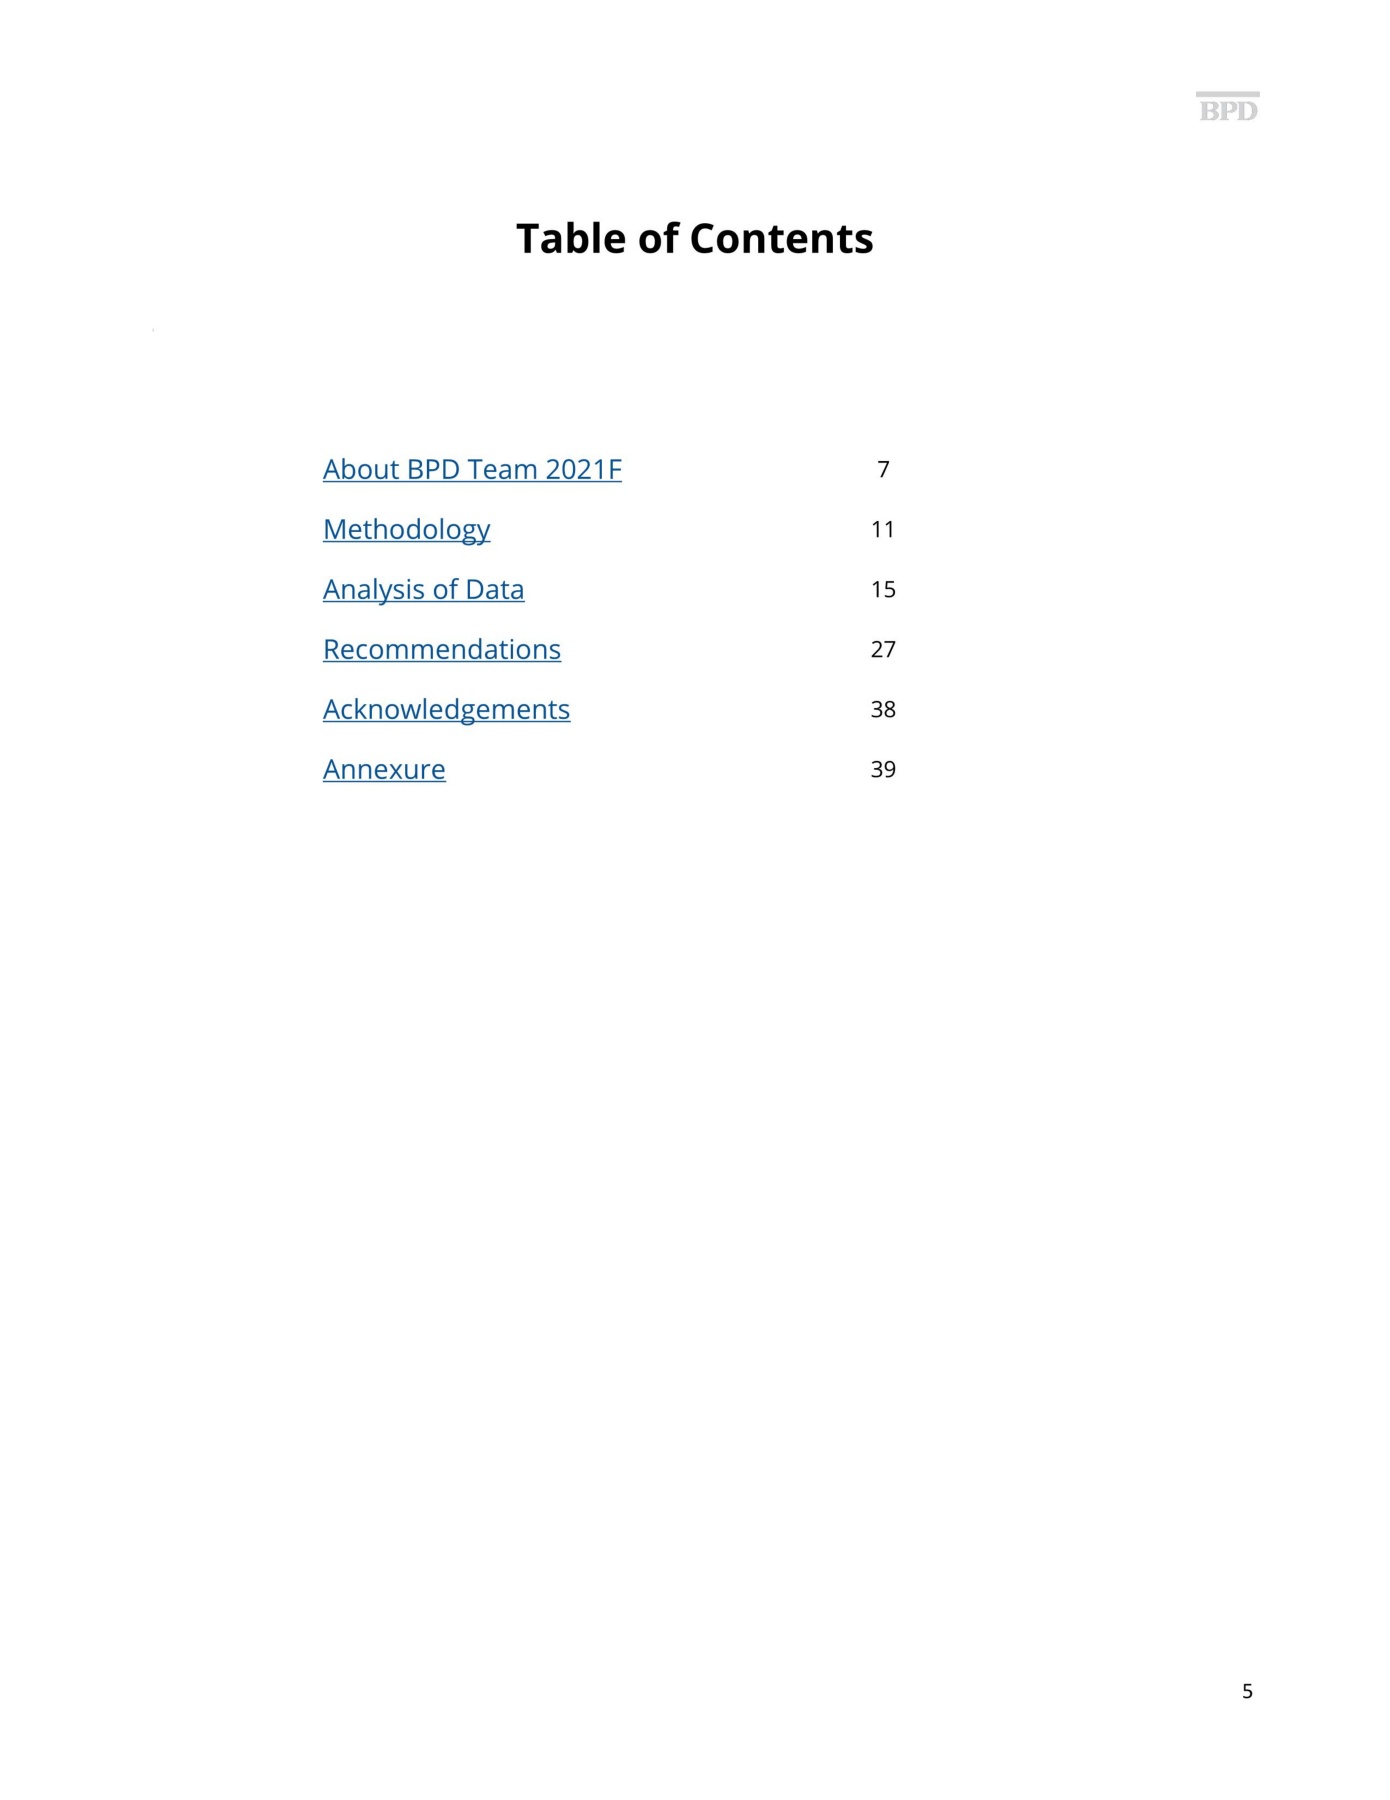 BPD
Table of Contents
About BPD Team 2021F 7
Methodology 11
Analysis of Data 15
Recommendations 27
Acknowledgements 38
Annexure 39
5